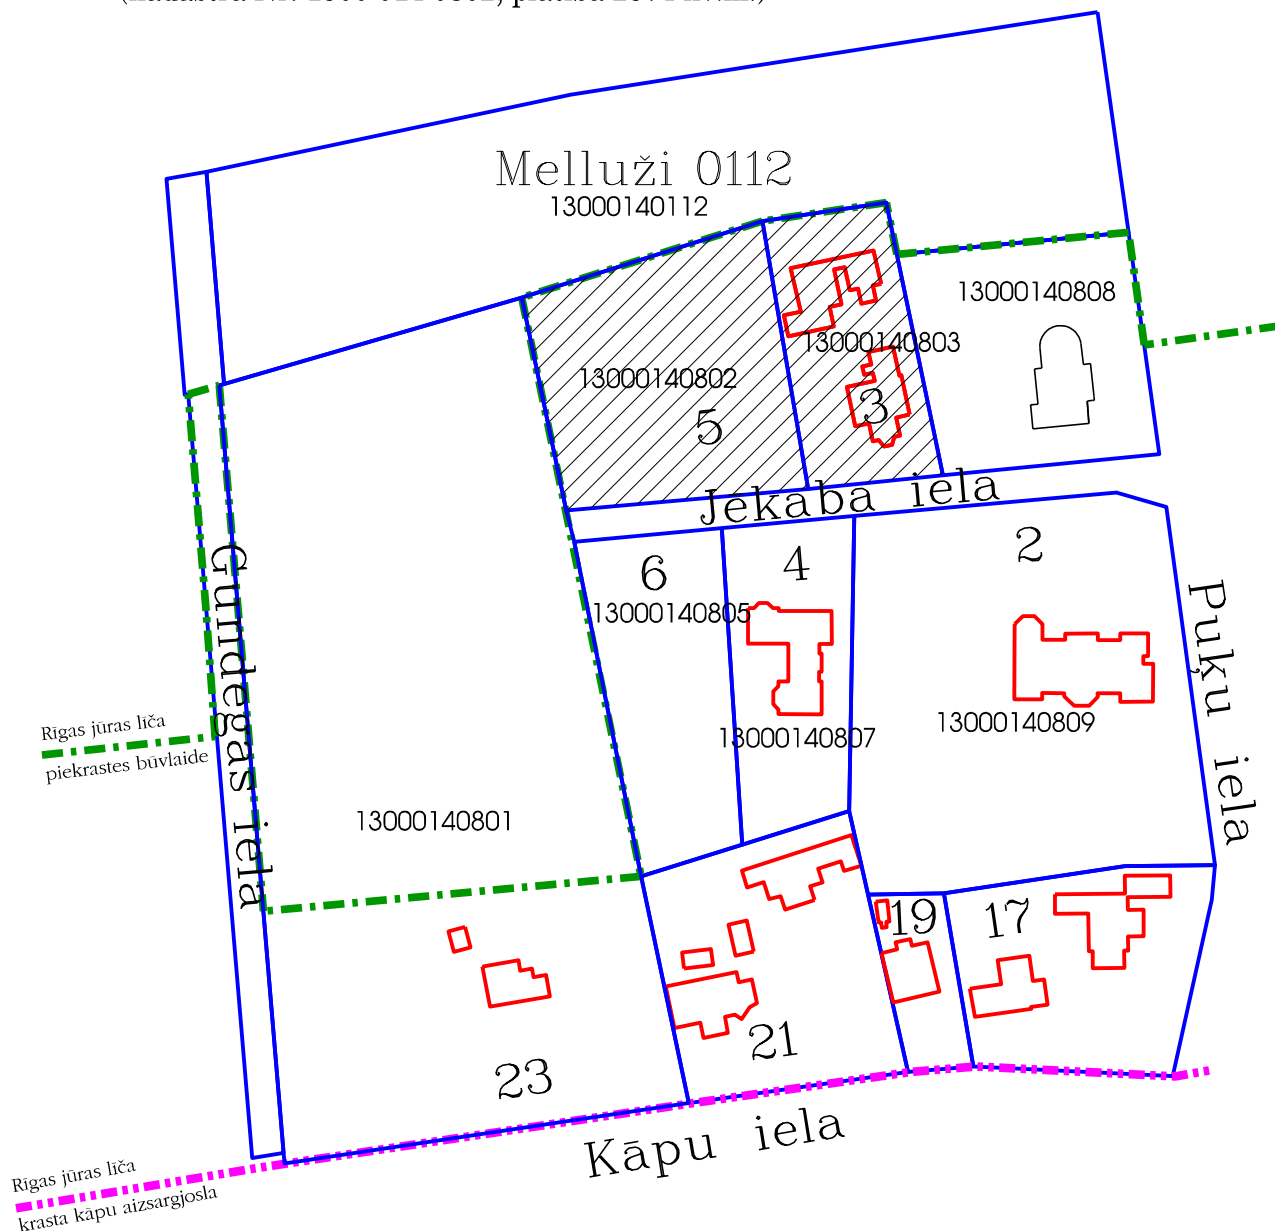 Melluži 0112
13000140112
13000140808
13000140803
13000140802
3
5
Jēkaba iela
2
4
6
13000140805
Puķu iela
Gundegas iela
13000140809
Rīgas jūras līča
piekrastes būvlaide
13000140807
13000140801
19
17
21
23
Kāpu iela
Rīgas jūras līča
krasta kāpu aizsargjosla